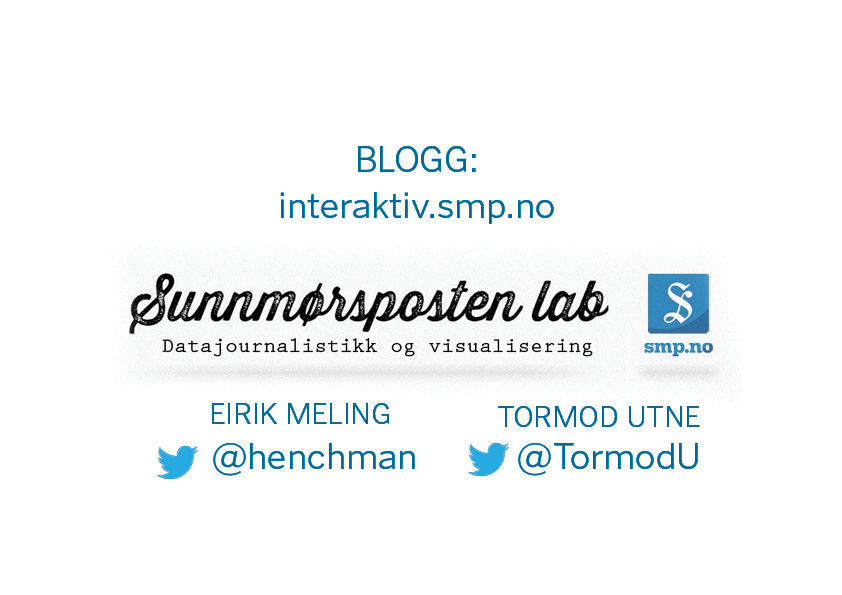 BLOGG:
interaktiv.smp.no
Sunnmørsposten lab
Datajournalistikk og visualisering
S
smp.no
EIRIK MELING
@henchman
TORMOD UTNE
@TormodU